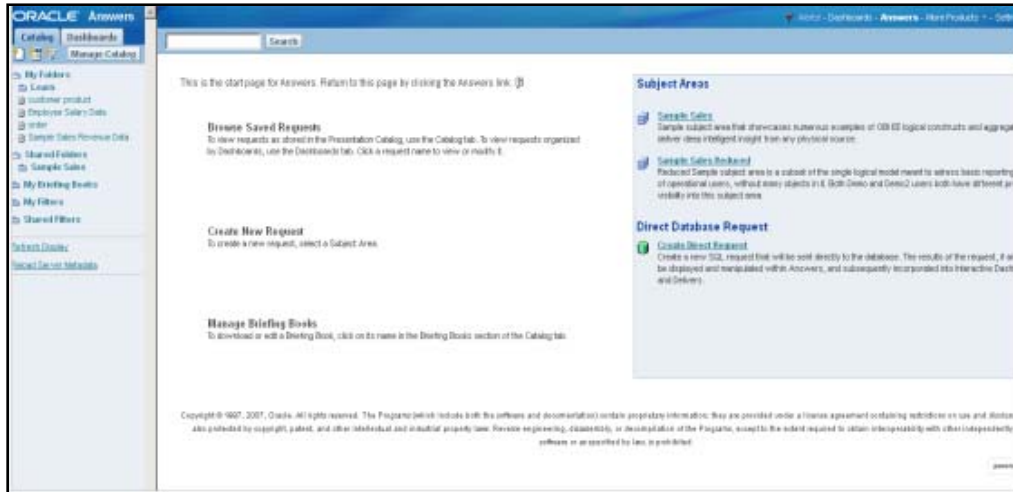 ORACLE Answers
Catalog Dashboards
Manage Catalog
My Folders
Learn
customer product
Employee Salary Data
order
Sample Sales Revenue Data
Shared Folders
Sample Sales
My Briefing Books
My Filters
Shared Filters
Refresh Display
Reload Server Metadata
Dashboards - Answers - More Products
Search
This is the start page for Answers. Return to this page by clicking the Answers link.
Browse Saved Requests
To view requests as stored in the Presentation Catalog, use the Catalog tab. To view requests organized
by Dashboards, use the Dashboards tab. Click a request name to view or modify it.
Create New Request
To create a new request, select a Subject Area.
Manage Briefing Books
To download or edit a Briefing Book, click on its name in the Briefing Books section of the Catalog tab.
Subject Areas
Sample Sales
Sample subject area that showcases numerous examples of OBIEE logical constructs and aggrega
deliver deep intelligent insight from any physical source.
Sample Sales Reduced
Reduced Sample subject area is a subset of the single logical model meant to adress basic reporting
of operational users, without many objects in it. Both Demo and Demo2 users both have different
visibility into this subject area
Direct Database Request
Create Direct Request
Create a new SQL request that will be sent directly to the database. The results of the request, if
be displayed and manipulated within Answers, and subsequently incorporated into Interactive Dash
and Delivers.
Copyright © 1997, 2007, Oracle. All rights reserved. The Programs (which include both the software and documentation) contain proprietary information; they are provided under a license agreement containing restrictions on use and disclos
also protected by copyright, patent, and other intellectual and industrial property laws. Reverse engineering, disassembly, or decompilation of the Programs, except to the extent required to obtain interoperability with other independently
software or as specified by law, is prohibited.